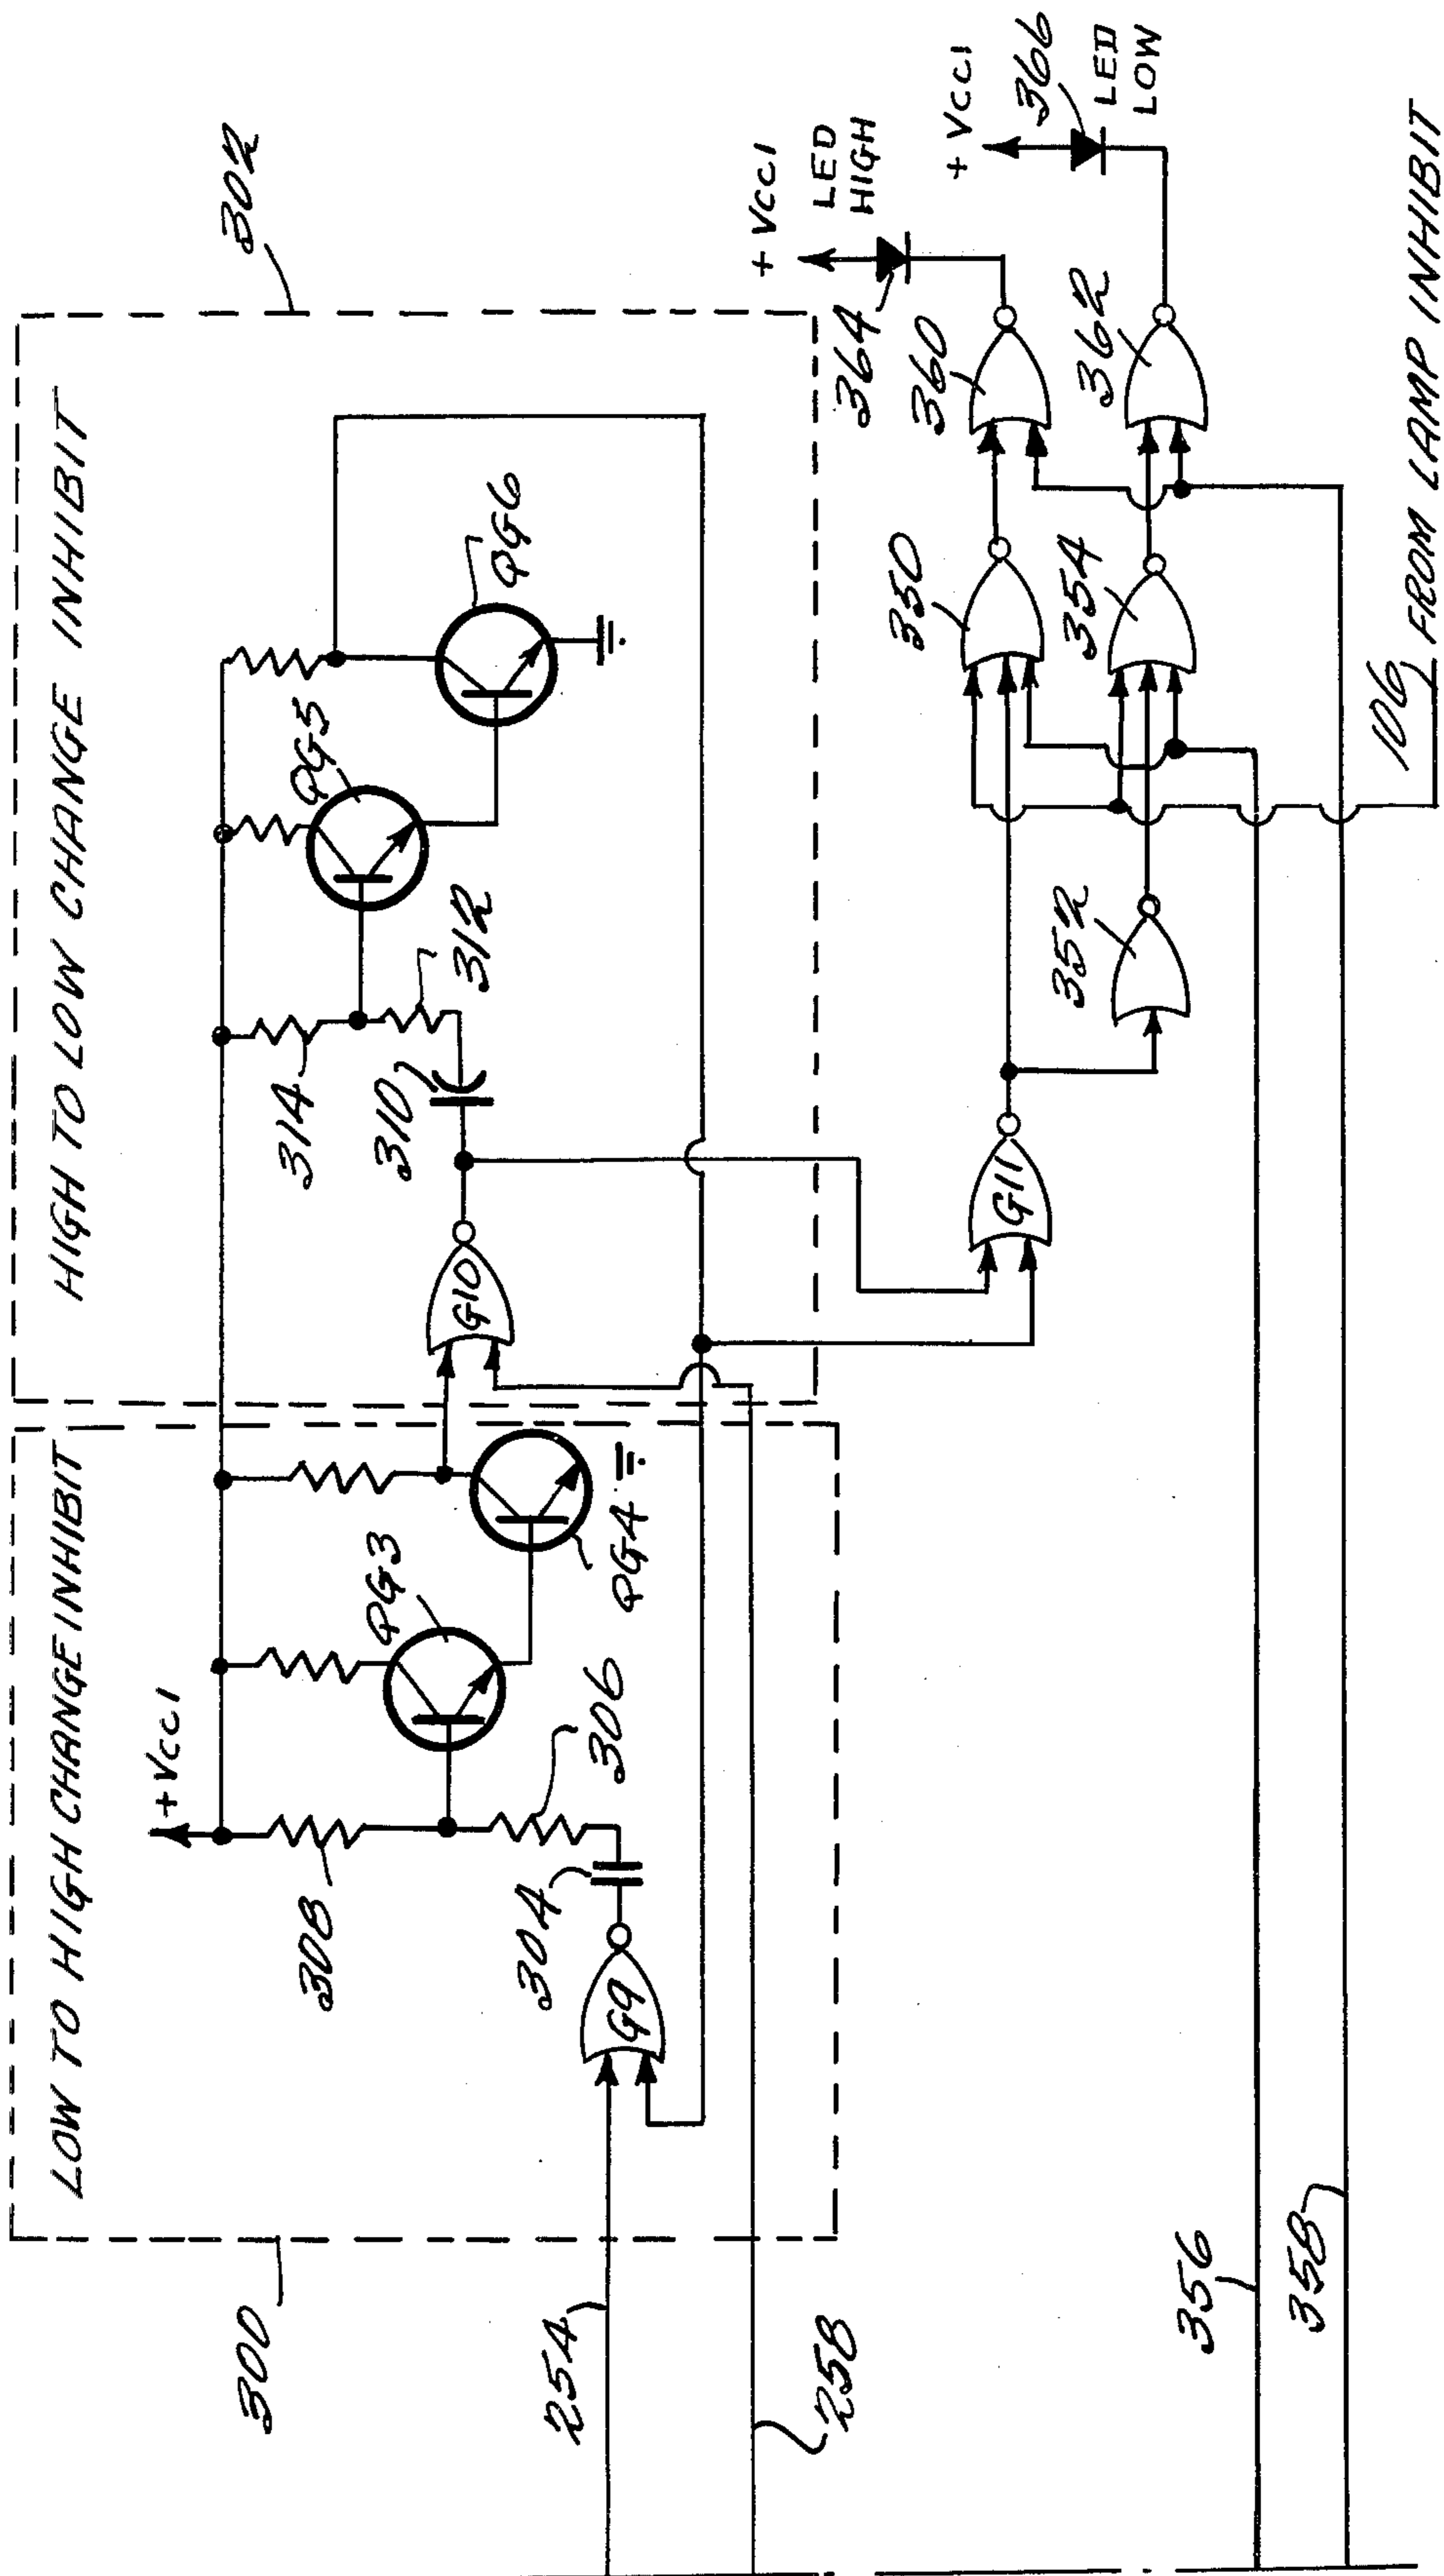 LOW TO HIGH CHANGE INHIBIT
HIGH TO LOW CHANGE INHIBIT
300
302
+Vcc1
308
QG3
306
304
G9
QG4
G10
314
310
312
QG5
QG6
254
258
G11
350
352
354
360
362
364
+Vcc1
LED
HIGH
+Vcc1
366
LED
LOW
356
358
106
FROM LAMP INHIBIT